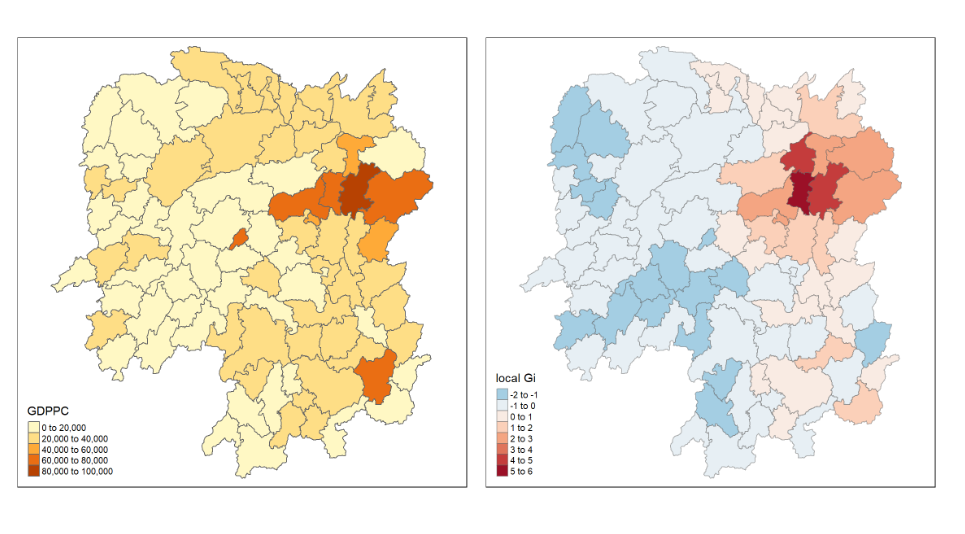 GDPPC
0 to 20,000
20,000 to 40,000
40,000 to 60,000
60,000 to 80,000
80,000 to 100,000
local Gi
-2 to -1
-1 to 0
0 to 1
1 to 2
2 to 3
3 to 4
4 to 5
5 to 6